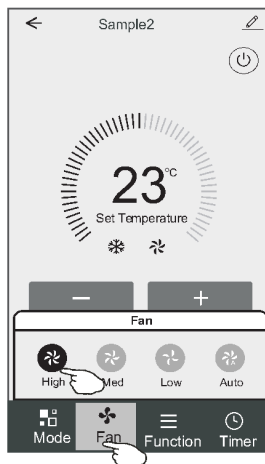 Sample2
23°C
Set Temperature
− +
Fan
High Med Low Auto
Mode Fan Function Timer